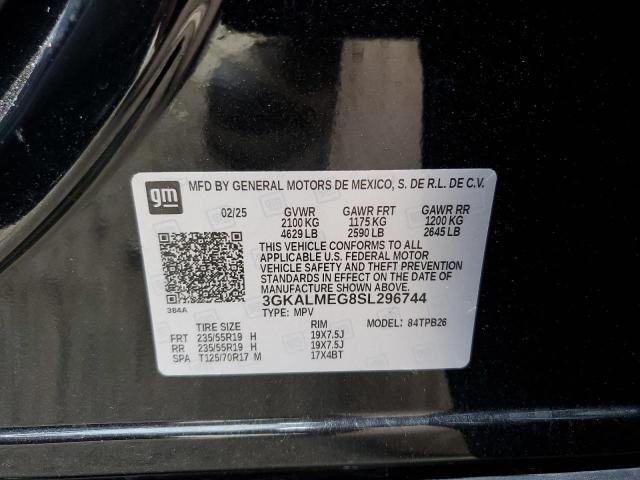 gm MFD BY GENERAL MOTORS DE MEXICO, S. DE R.L. DE C.V.
02/25 GVWR GAWR FRT GAWR RR
2100 KG 1175 KG 1200 KG
4629 LB 2590 LB 2645 LB
THIS VEHICLE CONFORMS TO ALL
APPLICABLE U.S. FEDERAL MOTOR
VEHICLE SAFETY AND THEFT PREVENTION
STANDARDS IN EFFECT ON THE DATE OF
MANUFACTURE SHOWN ABOVE.
3GKALMEG8SL296744
384A TYPE: MPV
TIRE SIZE RIM MODEL: 84TPB26
FRT 235/55R19 H 19X7.5J
RR 235/55R19 H 19X7.5J
SPA T125/70R17 M 17X4BT